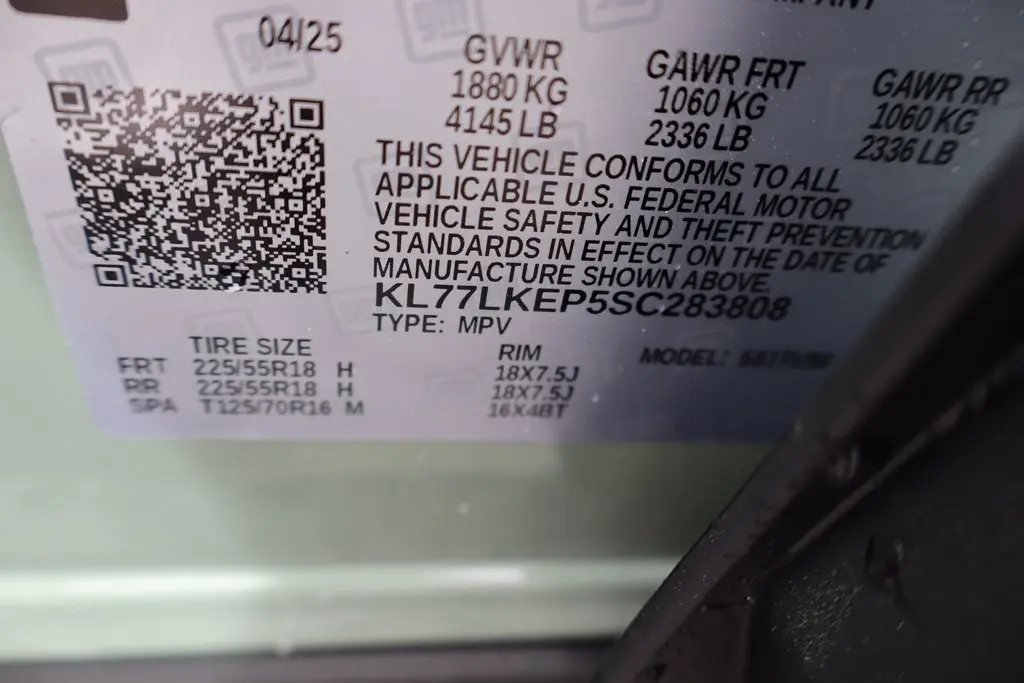 04/25
GVWR GAWR FRT GAWR RR
1880 KG 1060 KG 1060 KG
4145 LB 2336 LB 2336 LB
THIS VEHICLE CONFORMS TO ALL
APPLICABLE U.S. FEDERAL MOTOR
VEHICLE SAFETY AND THEFT PREVENTION
STANDARDS IN EFFECT ON THE DATE OF
MANUFACTURE SHOWN ABOVE.
KL77LKEP5SC283808
TYPE: MPV
TIRE SIZE RIM MODEL:
FRT 225/55R18 H 18X7.5J
RR 225/55R18 H 18X7.5J
SPA T125/70R16 M 16X4BT